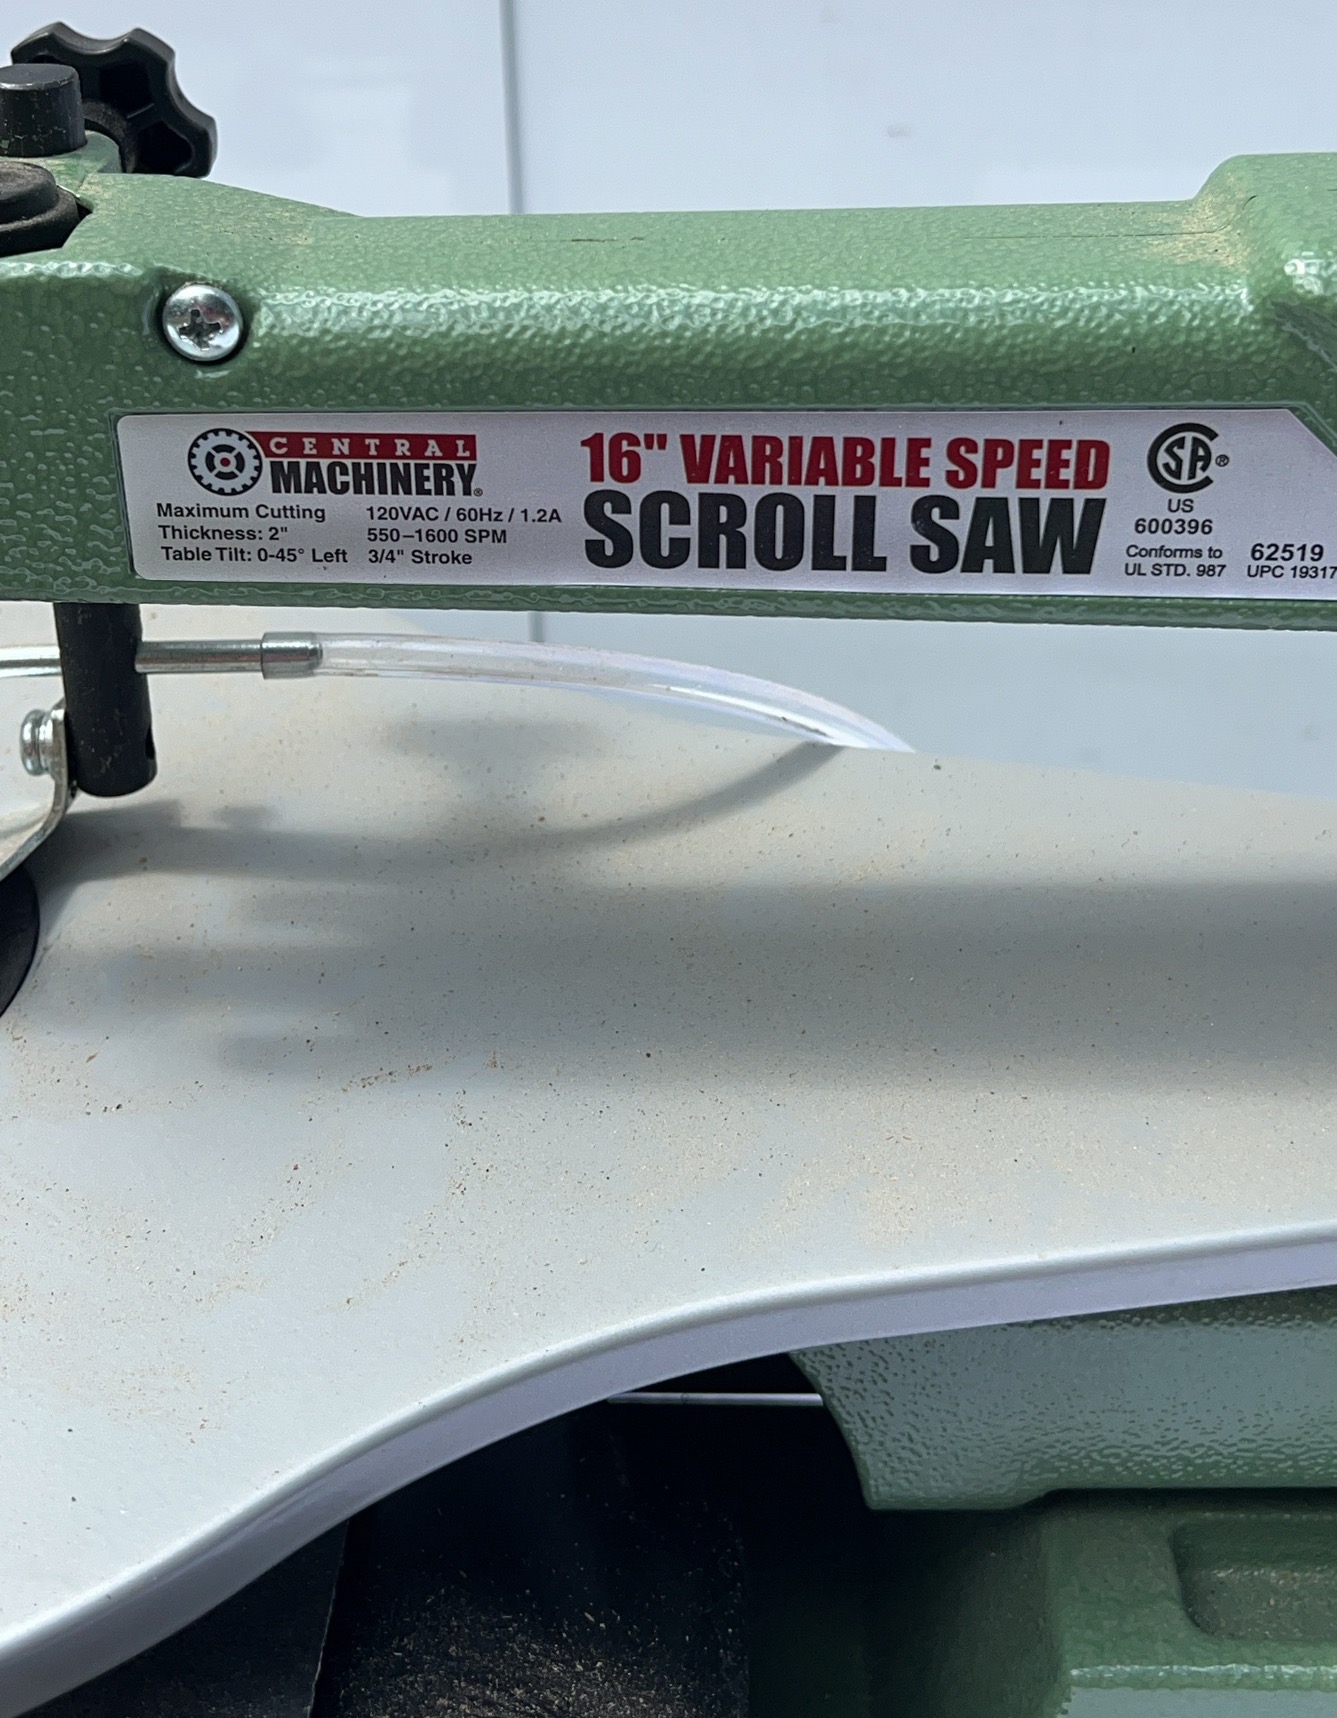 CENTRAL
MACHINERY®
Maximum Cutting
Thickness: 2"
Table Tilt: 0-45° Left
120VAC / 60Hz / 1.2A
550–1600 SPM
3/4" Stroke
16" VARIABLE SPEED
SCROLL SAW
SA®
US
600396
Conforms to
UL STD. 987
62519
UPC 19317